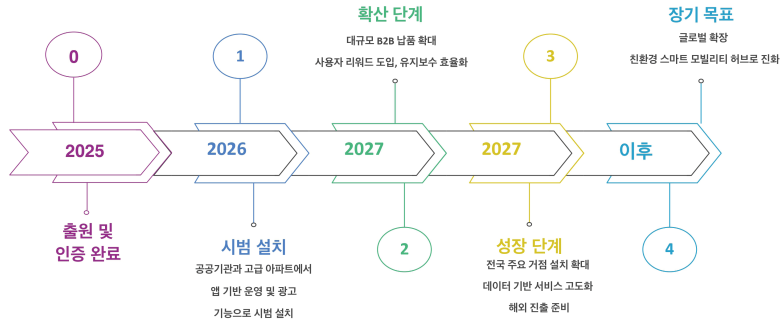 0
2025
출원 및
인증 완료
1
2026
시범 설치
공공기관과 고급 아파트에서
앱 기반 운영 및 광고
기능으로 시범 설치
확산 단계
대규모 B2B 납품 확대
사용자 리워드 도입, 유지보수 효율화
2027
2
3
2027
성장 단계
전국 주요 거점 설치 확대
데이터 기반 서비스 고도화
해외 진출 준비
장기 목표
글로벌 확장
친환경 스마트 모빌리티 허브로 진화
이후
4